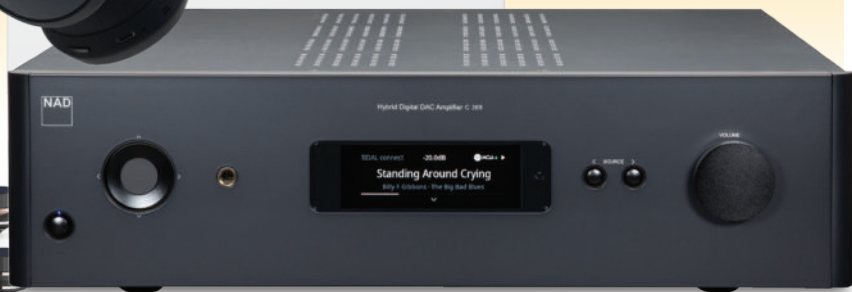 NAD
Hybrid Digital DAC Amplifier C 399
TIDAL connect -20.0dB MQA
Standing Around Crying
Billy F Gibbons · The Big Bad Blues
< SOURCE >
VOLUME